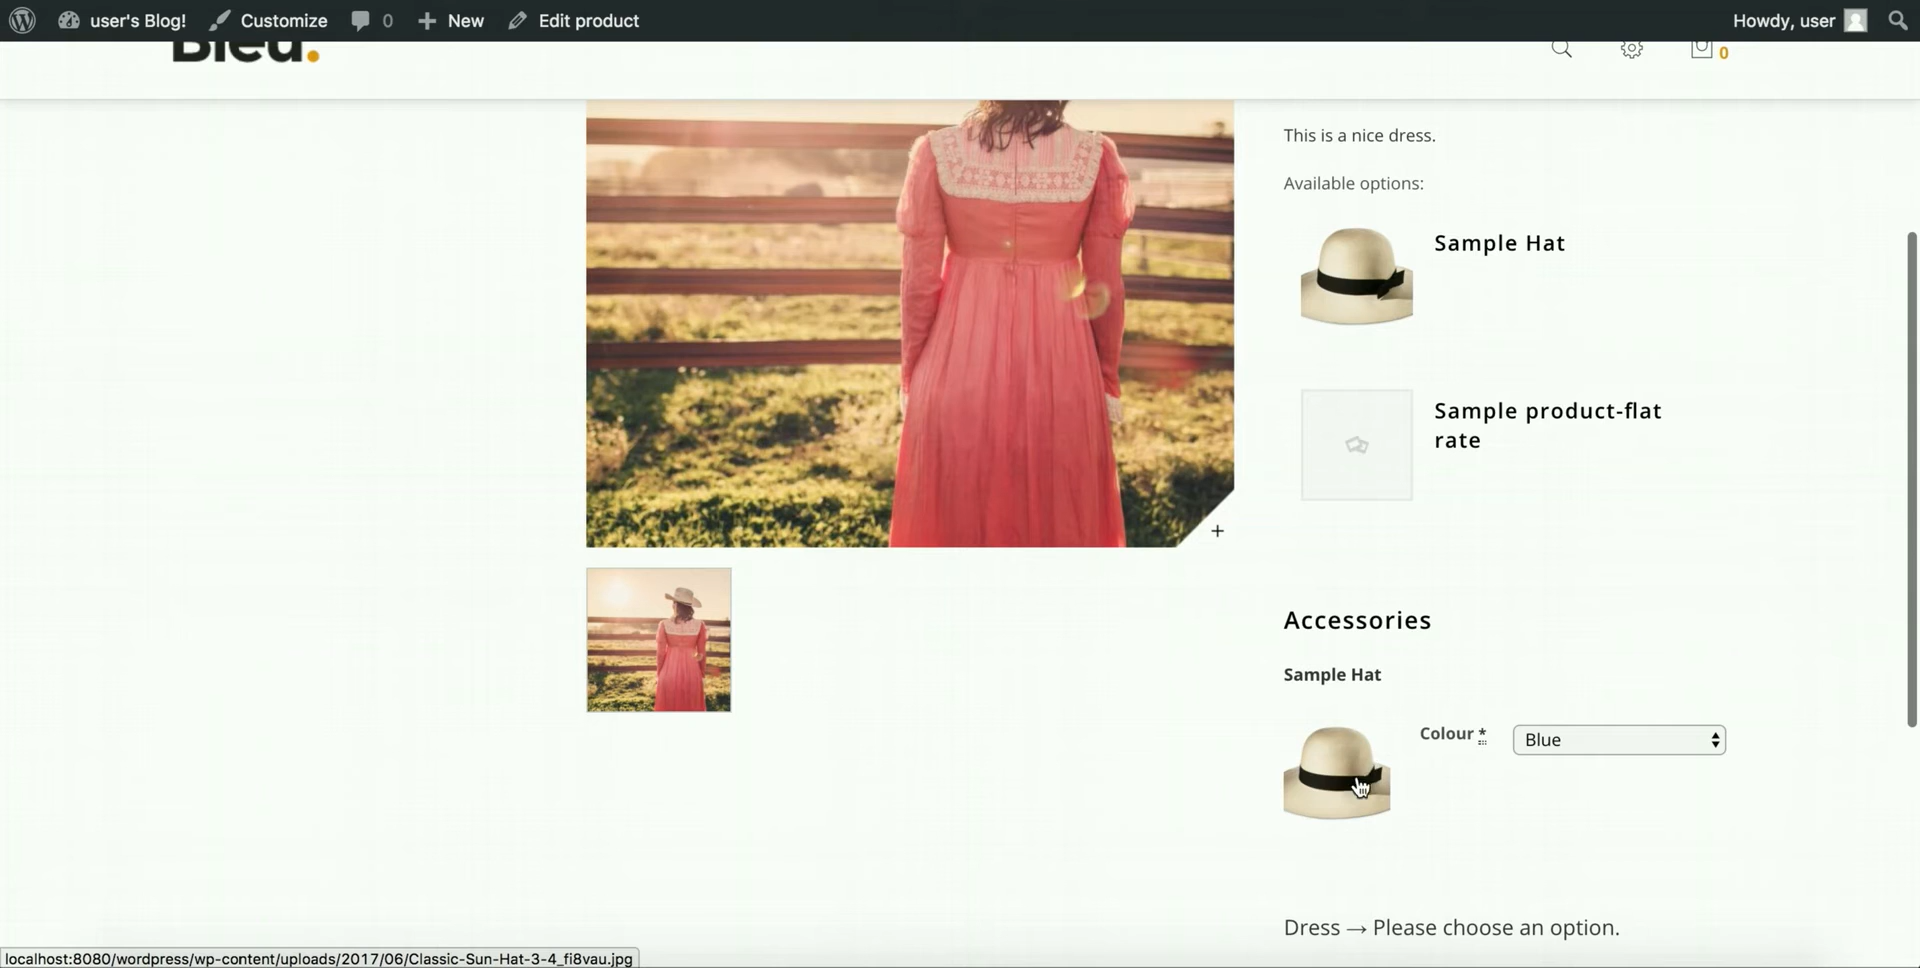 user's Blog! Customize 0 New Edit product Howdy, user
Bled. 0
This is a nice dress.
Available options:
Sample Hat
Sample product-flat
rate
Accessories
Sample Hat
Colour * Blue
Dress → Please choose an option.
localhost:8080/wordpress/wp-content/uploads/2017/06/Classic-Sun-Hat-3-4_fi8vau.jpg